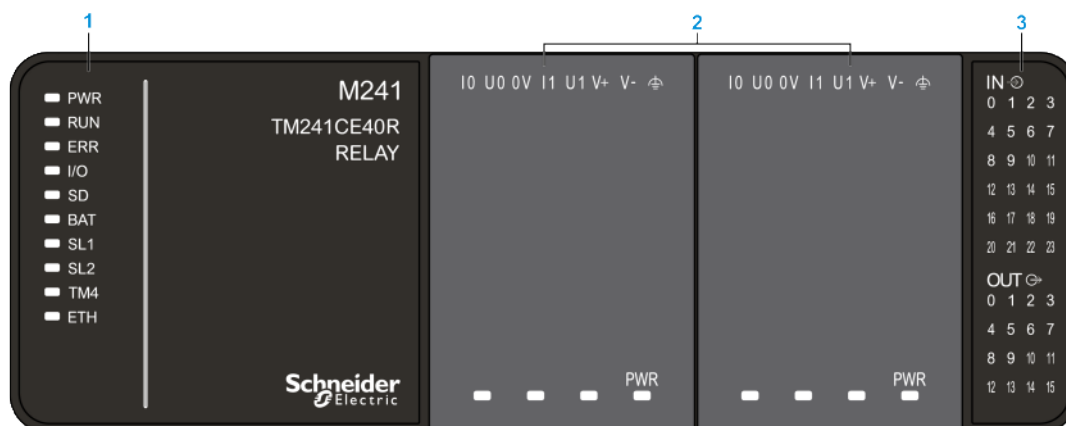 1
2
3
PWR
RUN
ERR
I/O
SD
BAT
SL1
SL2
TM4
ETH
M241
TM241CE40R
RELAY
Schneider
Electric
I0 U0 0V I1 U1 V+ V-
PWR
I0 U0 0V I1 U1 V+ V-
PWR
IN
0 1 2 3
4 5 6 7
8 9 10 11
12 13 14 15
16 17 18 19
20 21 22 23
OUT
0 1 2 3
4 5 6 7
8 9 10 11
12 13 14 15